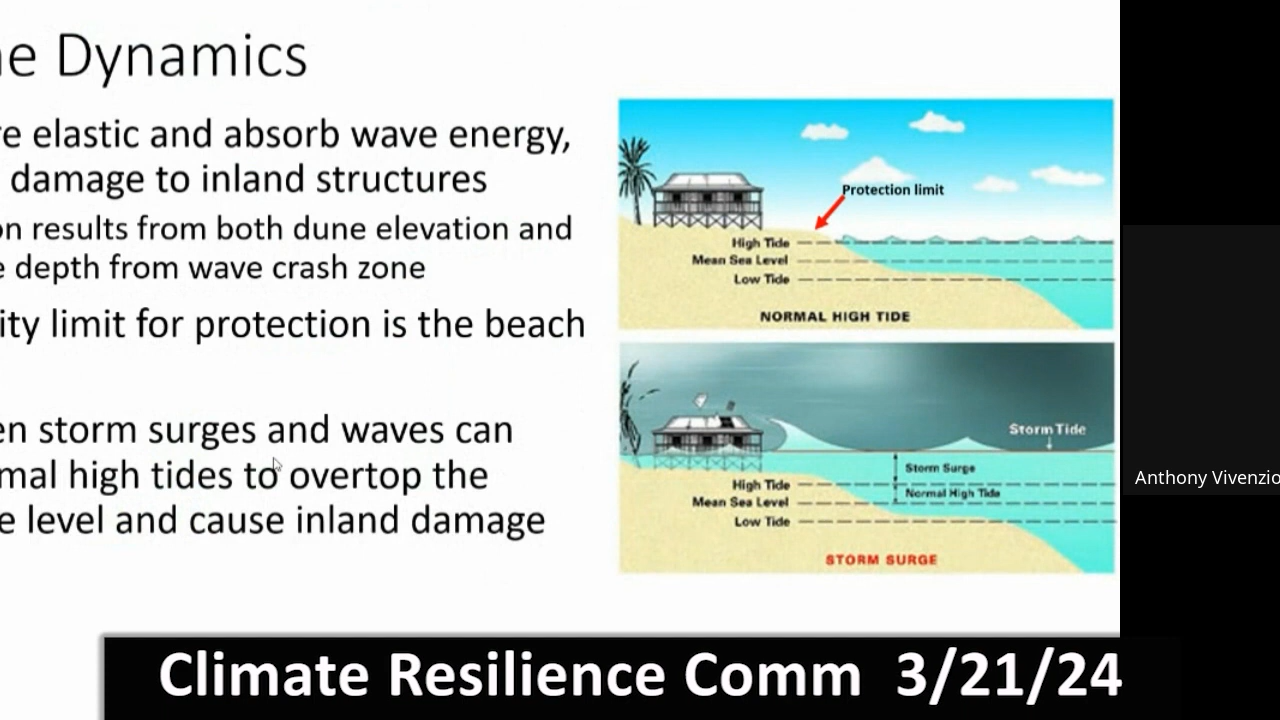 ne Dynamics
re elastic and absorb wave energy,
damage to inland structures
on results from both dune elevation and
e depth from wave crash zone
ity limit for protection is the beach
en storm surges and waves can
mal high tides to overtop the
e level and cause inland damage
Protection limit
High Tide
Mean Sea Level
Low Tide
NORMAL HIGH TIDE
Storm Tide
Storm Surge
High Tide
Normal High Tide
Mean Sea Level
Low Tide
STORM SURGE
Anthony Vivenzio
Climate Resilience Comm 3/21/24